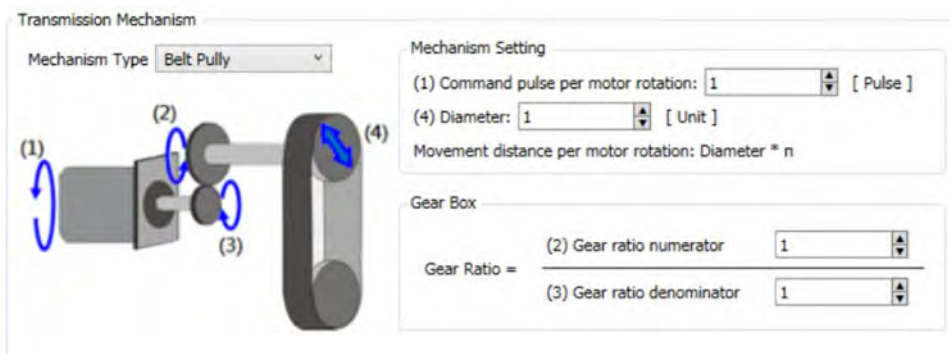 Transmission Mechanism
Mechanism Type Belt Pully
Mechanism Setting
(1) Command pulse per motor rotation: 1 [ Pulse ]
(4) Diameter: 1 [ Unit ]
Movement distance per motor rotation: Diameter * n
(1)
(2)
(3)
(4)
Gear Box
Gear Ratio =
(2) Gear ratio numerator 1
(3) Gear ratio denominator 1